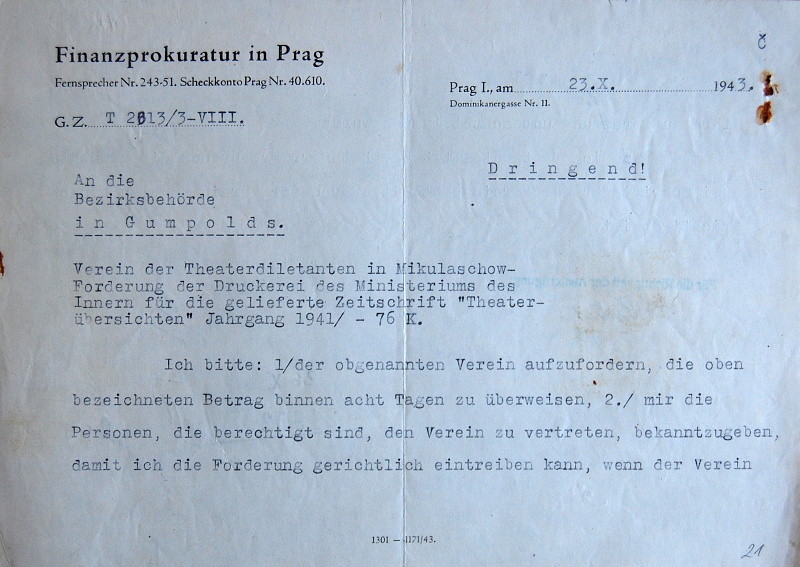 Č
Finanzprokuratur in Prag
Fernsprecher Nr. 243-51. Scheckkonto Prag Nr. 40.610.
Prag I., am 23.X. 1943.
Dominikanergasse Nr. 11.
G. Z. T 2613/3-VIII.
Dringend!
An die
Bezirksbehörde
in Gumpolds.
Verein der Theaterdiletanten in Mikulaschow-
Forderung der Druckerei des Ministeriums des
Innern für die gelieferte Zeitschrift "Theater-
übersichten" Jahrgang 1941/ - 76 K.
Ich bitte: 1/der obgenannten Verein aufzufordern, die oben
bezeichneten Betrag binnen acht Tagen zu überweisen, 2./ mir die
Personen, die berechtigt sind, den Verein zu vertreten, bekanntzugeben,
damit ich die Forderung gerichtlich eintreiben kann, wenn der Verein
1301 — 1171/43.
21